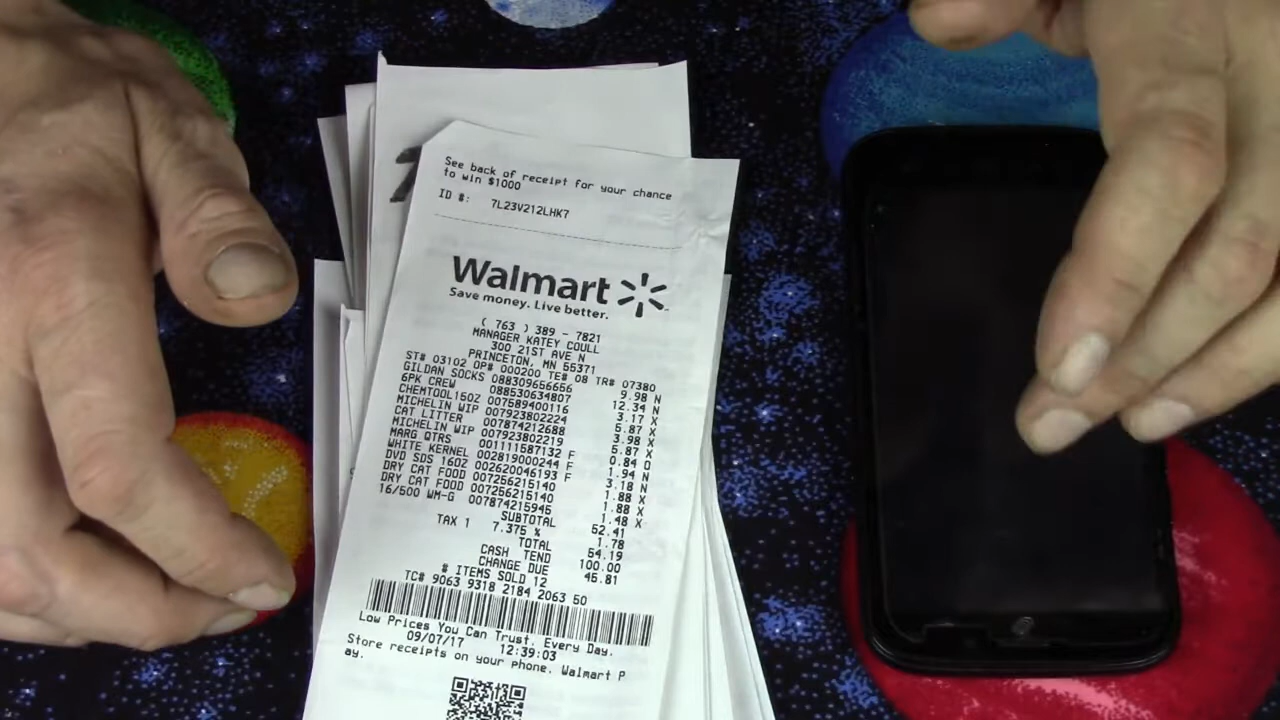 See back of receipt for your chance
to win $1000
ID #: 7L23V212LHK7
Walmart
Save money. Live better.
( 763 ) 389 - 7821
MANAGER KATEY COULL
300 21ST AVE N
PRINCETON, MN 55371
ST# 03102 OP# 000200 TE# 08 TR# 07380
GILDAN SOCKS 088309656656 9.98 N
6PK CREW 088530634807 12.34 N
CHEMTOOL1502 007589400116 3.17 X
MICHELIN WIP 007923802224 5.87 X
CAT LITTER 007874212688 3.98 X
MICHELIN WIP 007923802219 5.87 X
MARG QTRS 001111587132 F 0.84 O
WHITE KERNEL 002819000244 F 1.94 N
DVD SDS 16OZ 002620046193 F 3.18 N
DRY CAT FOOD 007256215140 1.88 X
DRY CAT FOOD 007256215140 1.88 X
16/500 WM-G 007874215945 1.48 X
SUBTOTAL 52.41
TAX 1 7.375 % 1.78
TOTAL 54.19
CASH TEND 100.00
CHANGE DUE 45.81
# ITEMS SOLD 12
TC# 9063 9318 2184 2063 50
Low Prices You Can Trust. Every Day.
09/07/17 12:39:03
Store receipts on your phone. Walmart P
ay.